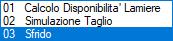 01 Calcolo Disponibilita' Lamiere
02 Simulazione Taglio
03 Sfrido